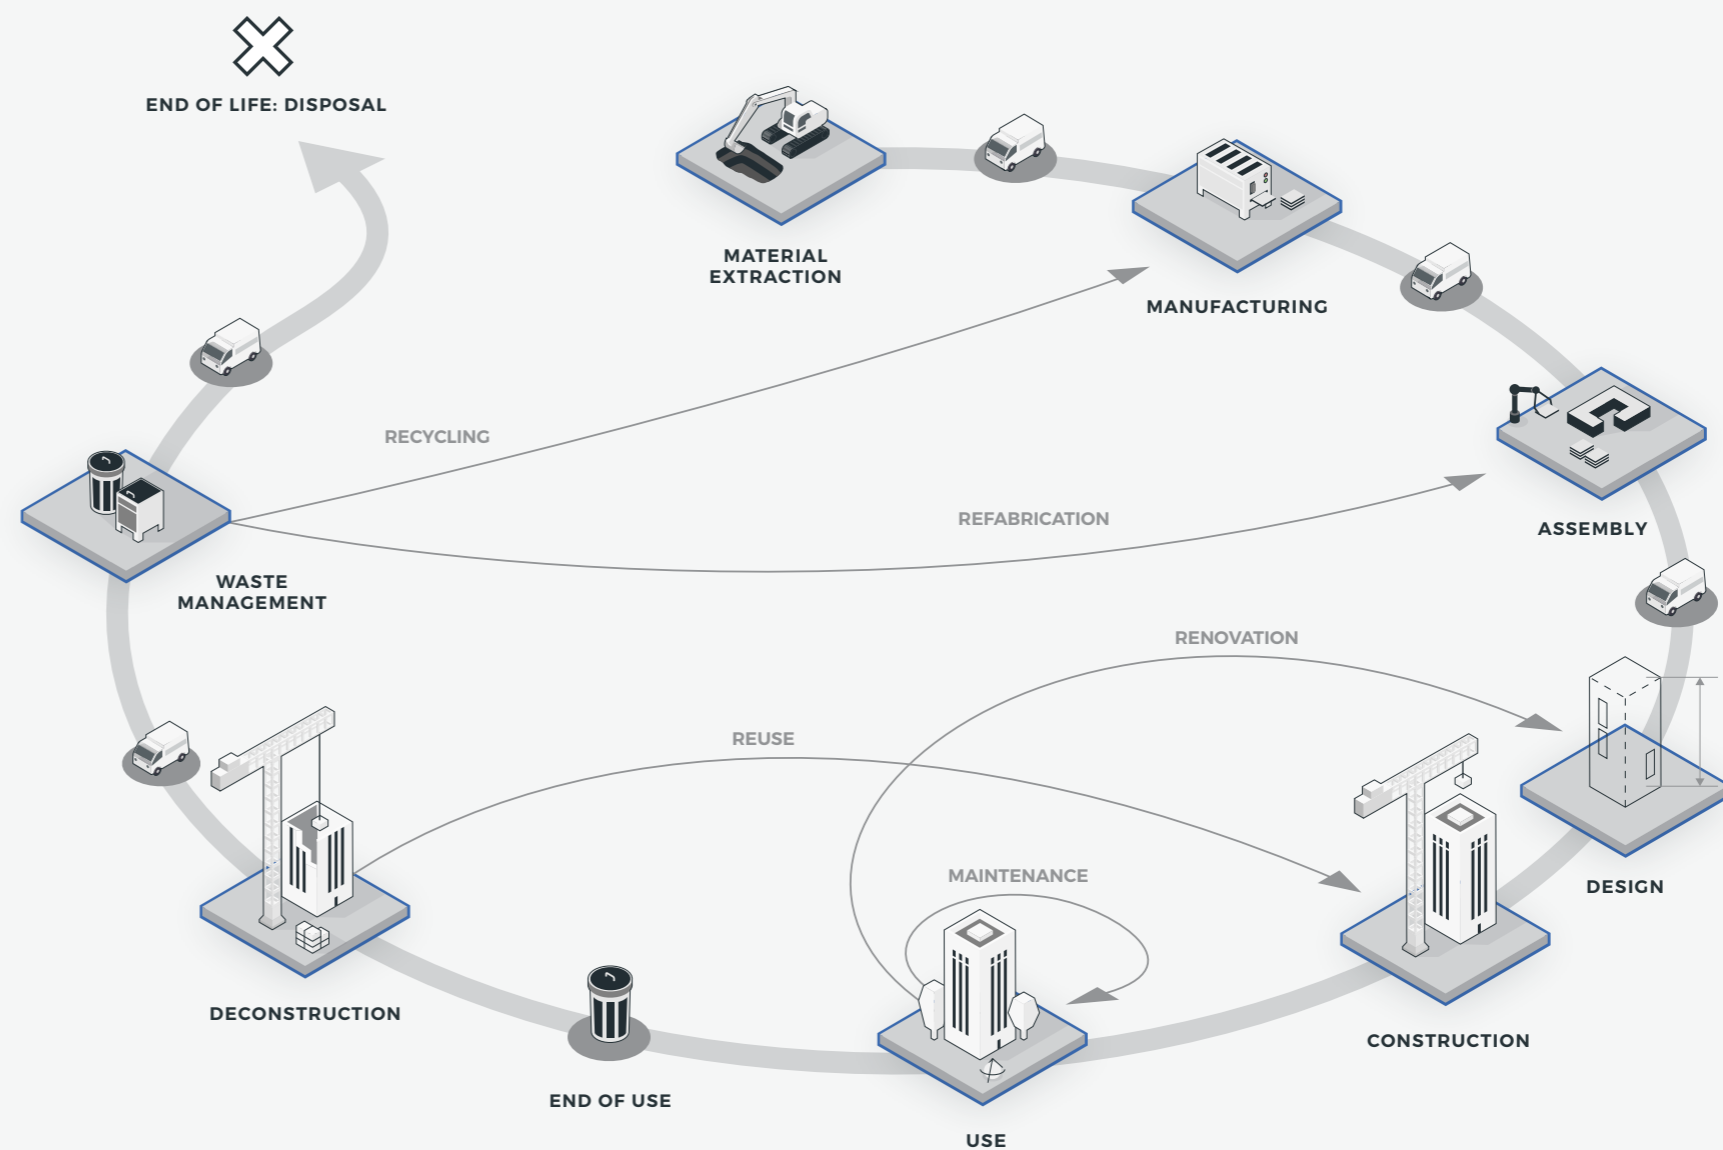 END OF LIFE: DISPOSAL
MATERIAL
EXTRACTION
MANUFACTURING
RECYCLING
REFABRICATION
ASSEMBLY
WASTE
MANAGEMENT
RENOVATION
REUSE
MAINTENANCE
DESIGN
DECONSTRUCTION
CONSTRUCTION
END OF USE
USE